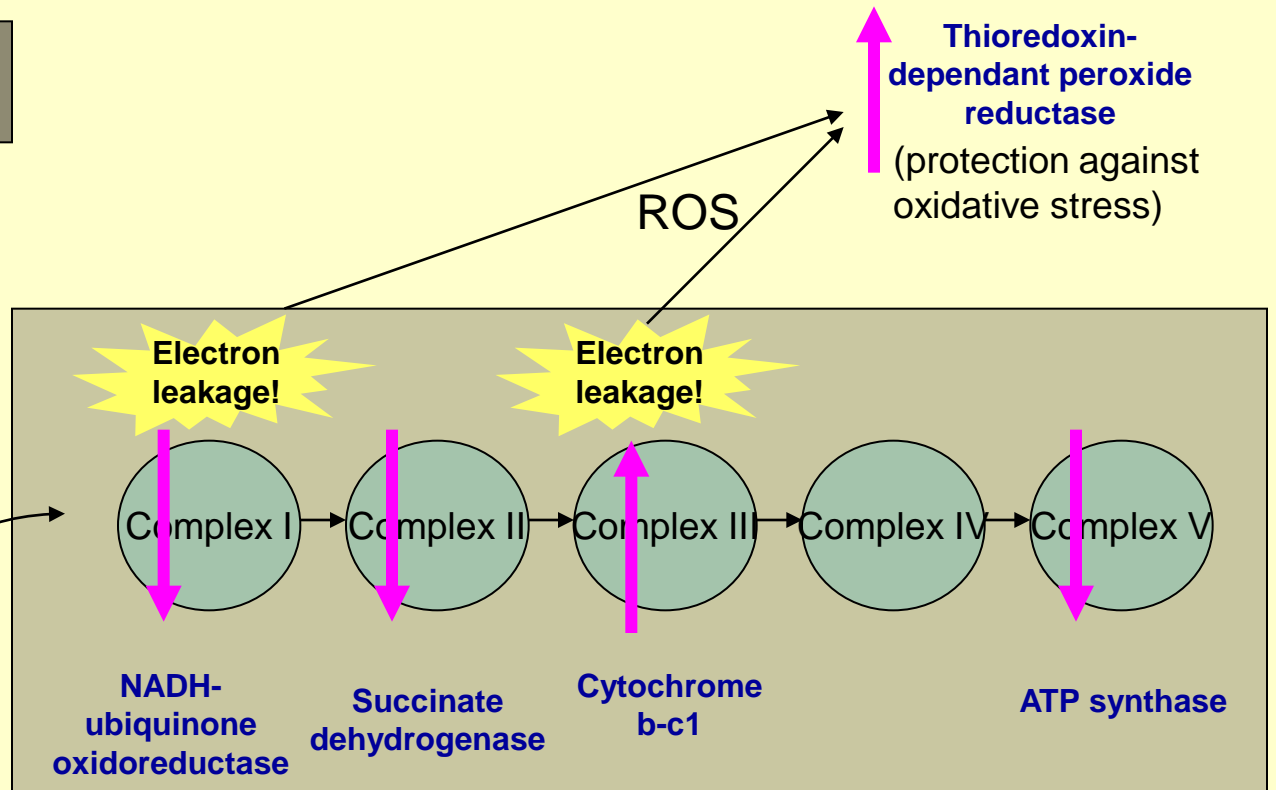 Thioredoxin-
dependant peroxide
reductase
(protection against
oxidative stress)
ROS
Electron
leakage!
Electron
leakage!
Complex I
Complex II
Complex III
Complex IV
Complex V
NADH-
ubiquinone
oxidoreductase
Succinate
dehydrogenase
Cytochrome
b-c1
ATP synthase